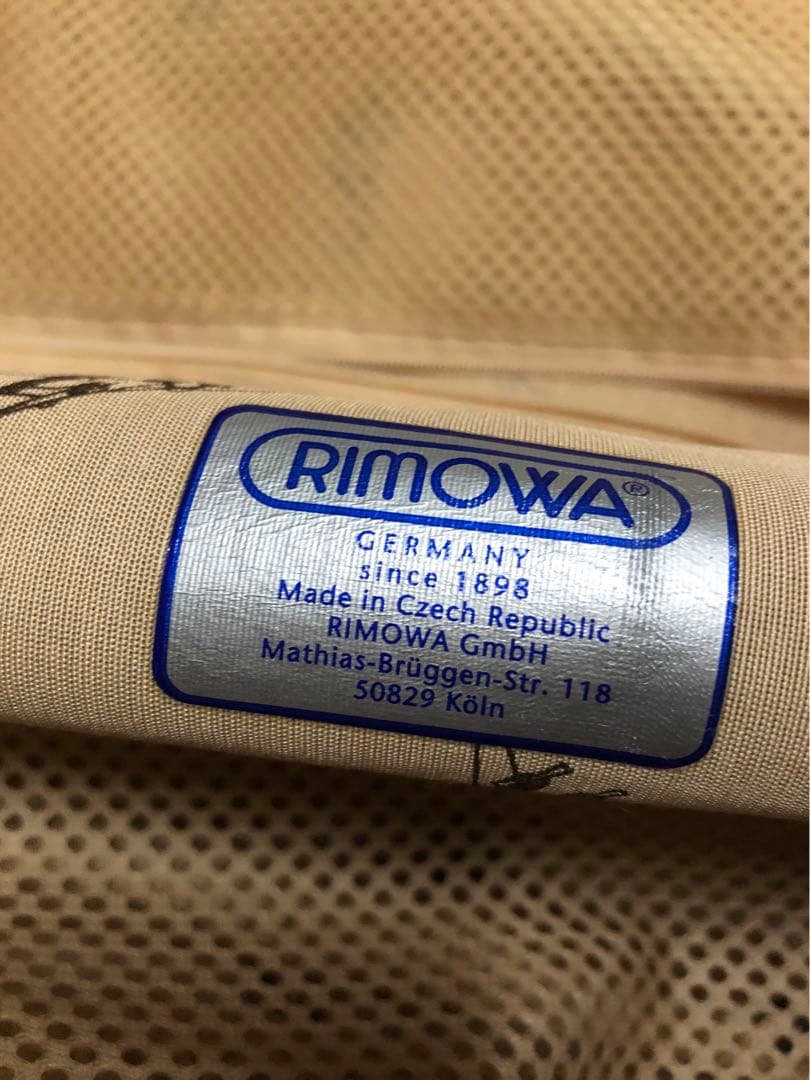 RIMOWA®
GERMANY
since 1898
Made in Czech Republic
RIMOWA GmbH
Mathias-Brüggen-Str. 118
50829 Köln